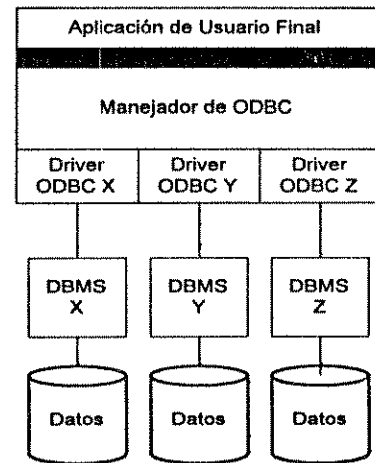 Aplicación de Usuario Final
Manejador de ODBC
Driver ODBC X
Driver ODBC Y
Driver ODBC Z
DBMS X
DBMS Y
DBMS Z
Datos
Datos
Datos